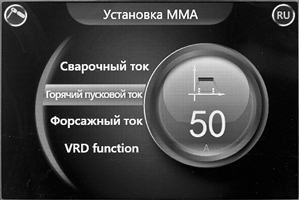 Установка MMA
RU
Сварочный ток
Горячий пусковой ток
Форсажный ток
VRD function
50
A